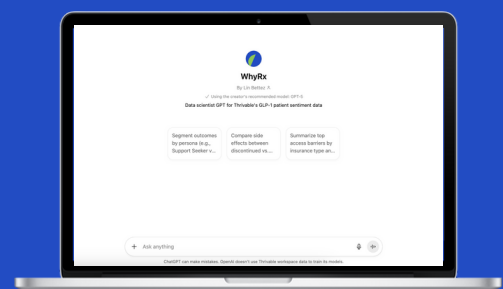 WhyRx
By Lin Bellaz
Using the creator's recommended model: GPT-5
Data scientist GPT for Thrivable's GLP-1 patient sentiment data
Segment outcomes
by persona (e.g.,
Support Seeker v...
Compare side
effects between
discontinued vs....
Summarize top
access barriers by
insurance type an...
Ask anything
ChatGPT can make mistakes. OpenAI doesn't use Thrivable workspace data to train its models.